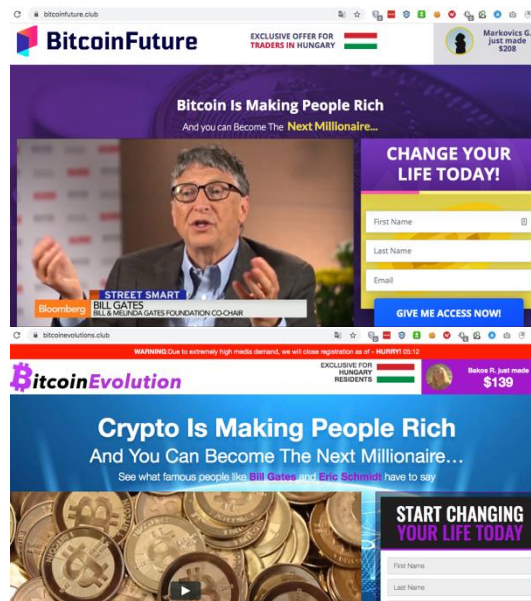 bitcoinfuture.club
BitcoinFuture
EXCLUSIVE OFFER FOR
TRADERS IN HUNGARY
Markovics G.
just made
$208
Bitcoin Is Making People Rich
And you can Become The Next Millionaire...
CHANGE YOUR
LIFE TODAY!
First Name
Last Name
Email
GIVE ME ACCESS NOW!
STREET SMART
Bloomberg
BILL GATES
BILL & MELINDA GATES FOUNDATION CO-CHAIR
bitcoinevolutions.club
WARNING:Due to extremely high media demand, we will close registration as of - HURRY! 05:12
BitcoinEvolution
EXCLUSIVE FOR
HUNGARY
RESIDENTS
Bakos R. just made
$139
Crypto Is Making People Rich
And You Can Become The Next Millionaire...
See what famous people like Bill Gates and Eric Schmidt have to say
START CHANGING
YOUR LIFE TODAY
First Name
Last Name